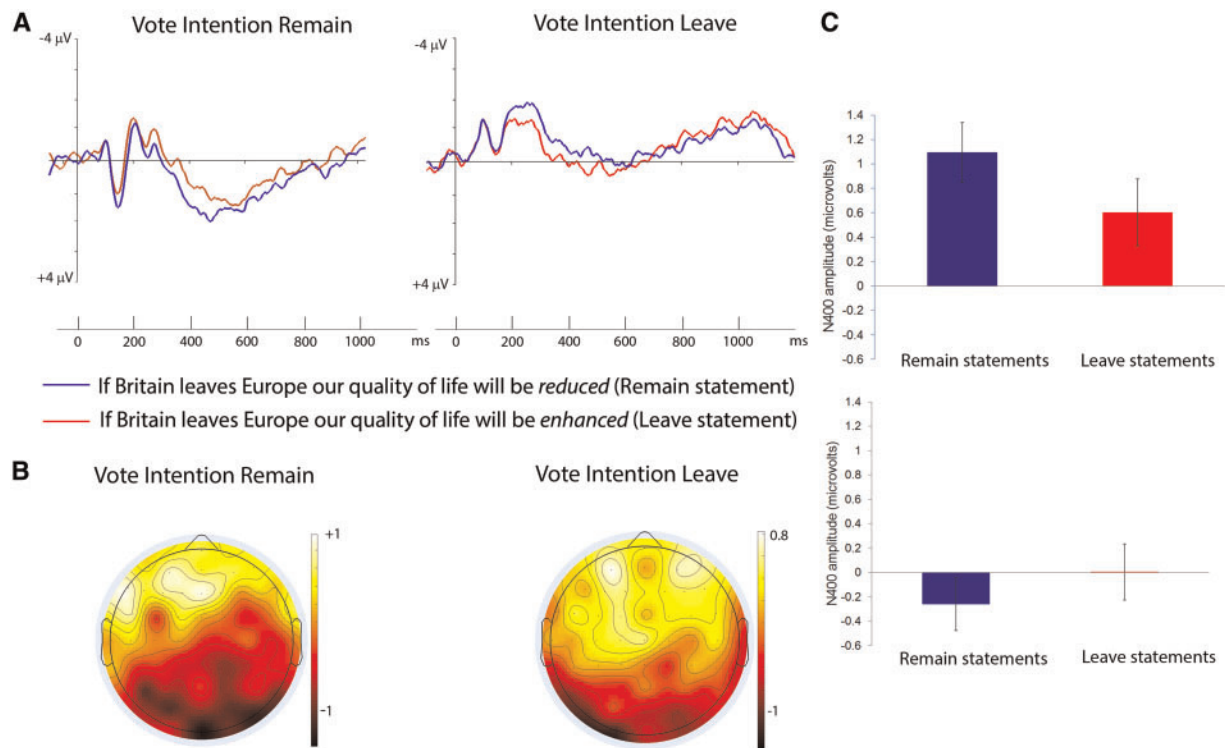 A
Vote Intention Remain
-4 µV
+4 µV
0 200 400 600 800 1000 ms
Vote Intention Leave
-4 µV
+4 µV
0 200 400 600 800 1000 ms
If Britain leaves Europe our quality of life will be reduced (Remain statement)
If Britain leaves Europe our quality of life will be enhanced (Leave statement)
B
Vote Intention Remain
+1
-1
Vote Intention Leave
0.8
-1
C
N400 amplitude (microvolts)
1.4
1.2
1
0.8
0.6
0.4
1.2
0
-0.2
-0.4
-0.6
Remain statements
Leave statements
N400 amplitude (microvolts)
1.4
1.2
1
0.8
0.6
0.4
0.2
0
-0.2
-0.4
-0.6
Remain statements
Leave statements